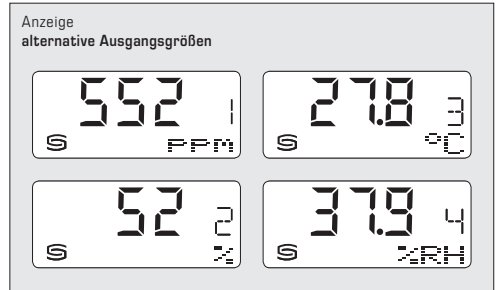 Anzeige
alternative Ausgangsgrößen
552 1
PPM
27.8 3
°C
52 2
%
37.9 4
%RH